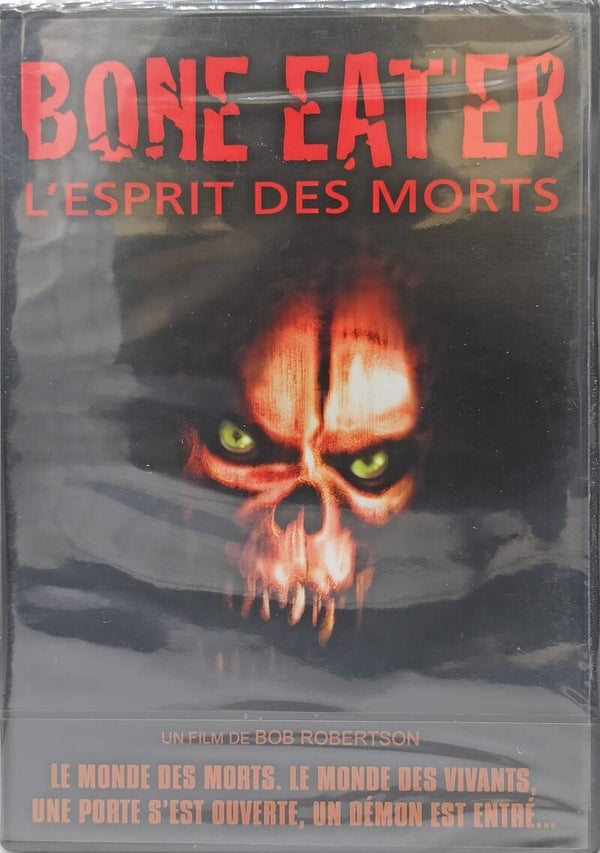 BONE EATER
L'ESPRIT DES MORTS
UN FILM DE BOB ROBERTSON
LE MONDE DES MORTS. LE MONDE DES VIVANTS,
UNE PORTE S'EST OUVERTE, UN DÉMON EST ENTRÉ...